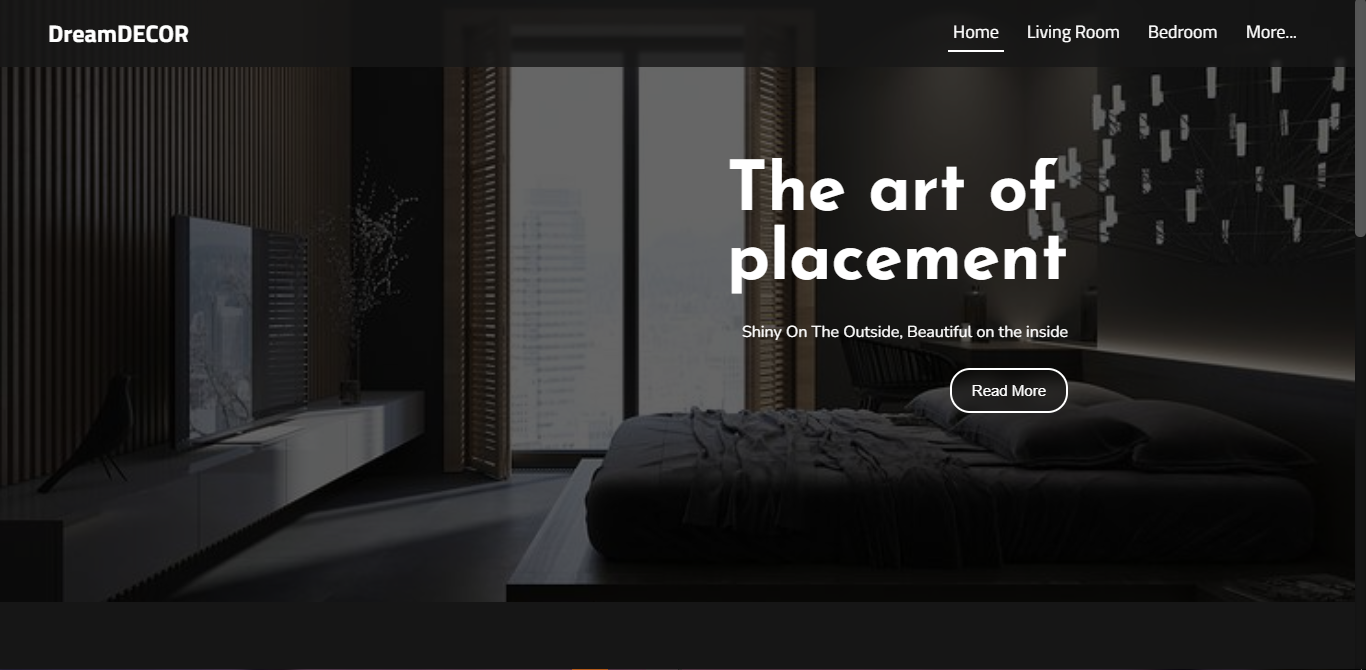 DreamDECOR
Home Living Room Bedroom More...
The art of
placement
Shiny On The Outside, Beautiful on the inside
Read More